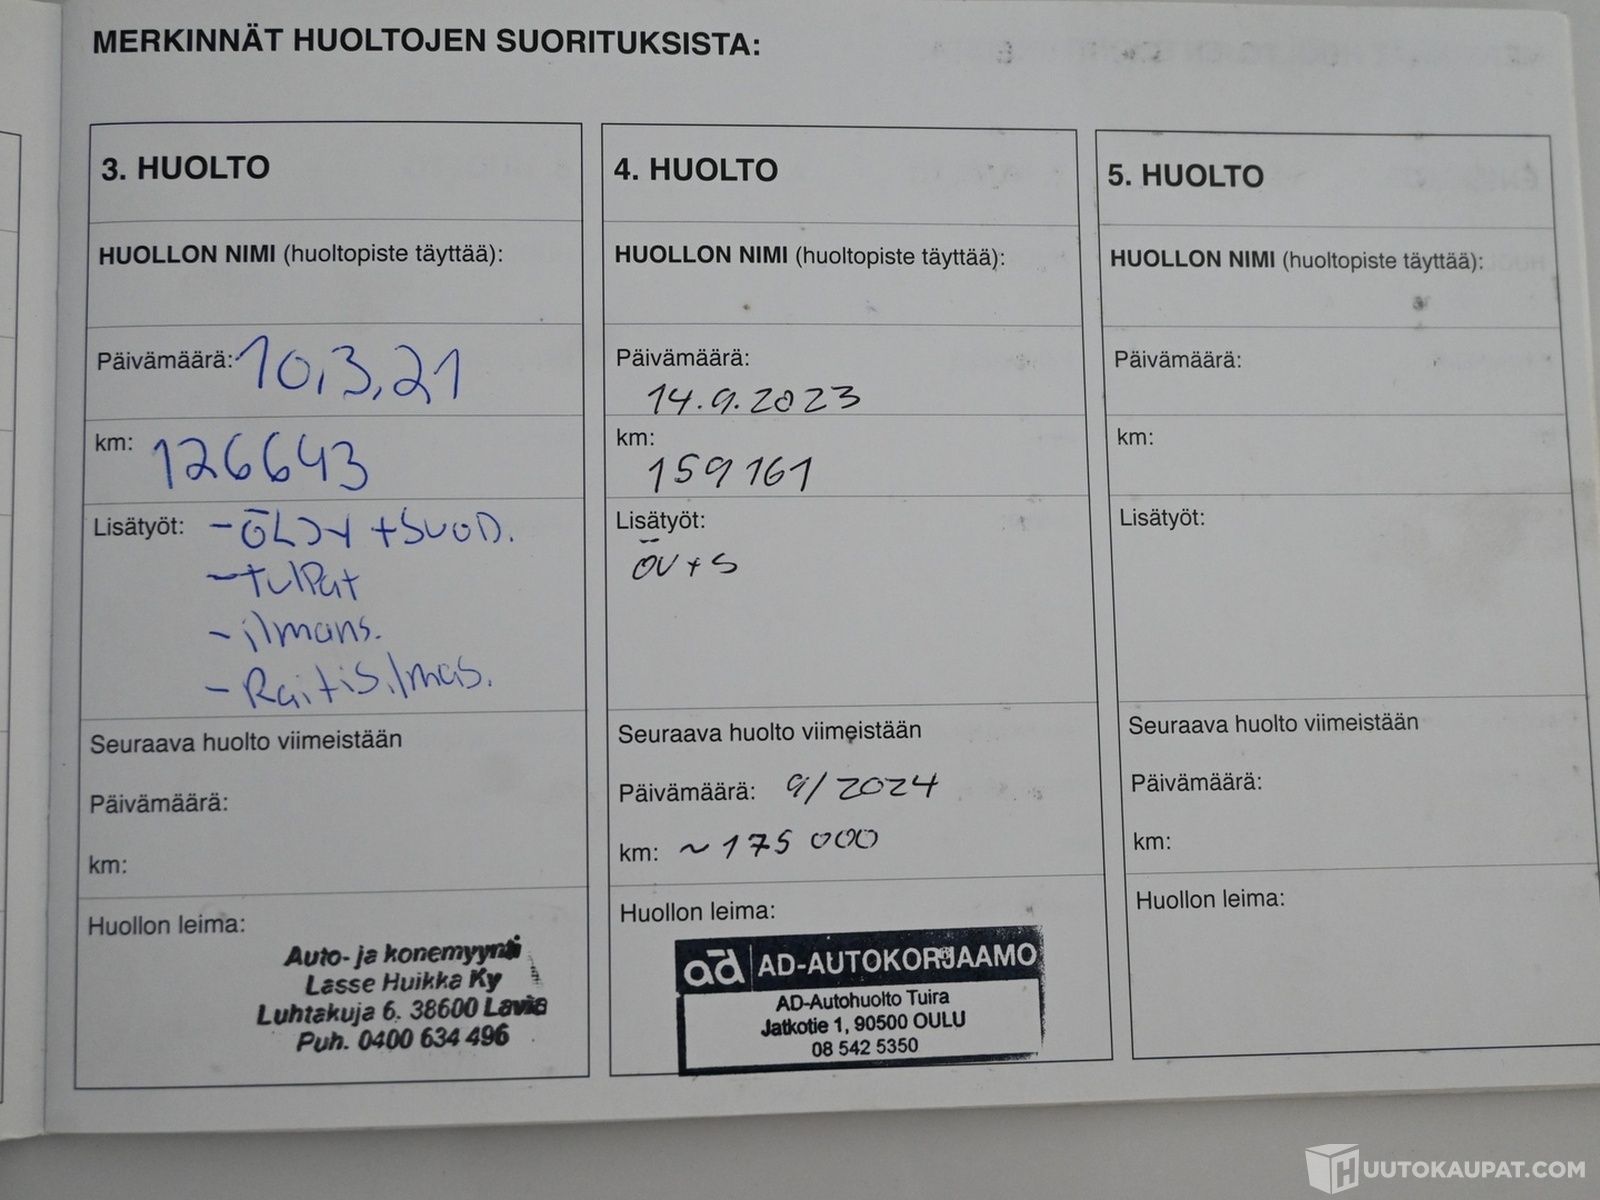 MERKINNÄT HUOLTOJEN SUORITUKSISTA:
3. HUOLTO
HUOLLON NIMI (huoltopiste täyttää):
Päivämäärä: 10,3,21
km: 126643
Lisätyöt: - ÖLJY + SUOD.
- tulPat
- ilmans.
- Raitisilmas.
Seuraava huolto viimeistään
Päivämäärä:
km:
Huollon leima:
Auto- ja konemyynti
Lasse Huikka Ky
Luhtakuja 6. 38600 Lavia
Puh. 0400 634 496
4. HUOLTO
HUOLLON NIMI (huoltopiste täyttää):
Päivämäärä:
14.9.2023
km:
159161
Lisätyöt:
ÖV+S
Seuraava huolto viimeistään
Päivämäärä: 9/2024
km: ~175 000
Huollon leima:
ad AD-AUTOKORJAAMO
AD-Autohuolto Tuira
Jatkotie 1, 90500 OULU
08 542 5350
5. HUOLTO
HUOLLON NIMI (huoltopiste täyttää):
Päivämäärä:
km:
Lisätyöt:
Seuraava huolto viimeistään
Päivämäärä:
km:
Huollon leima:
HUUTOKAUPAT.COM